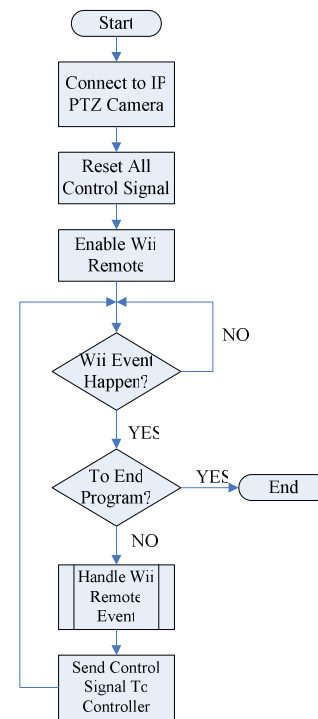 Start
Connect to IP
PTZ Camera
Reset All
Control Signal
Enable Wii
Remote
Wii Event
Happen?
NO
YES
To End
Program?
YES
End
NO
Handle Wii
Remote
Event
Send Control
Signal To
Controller